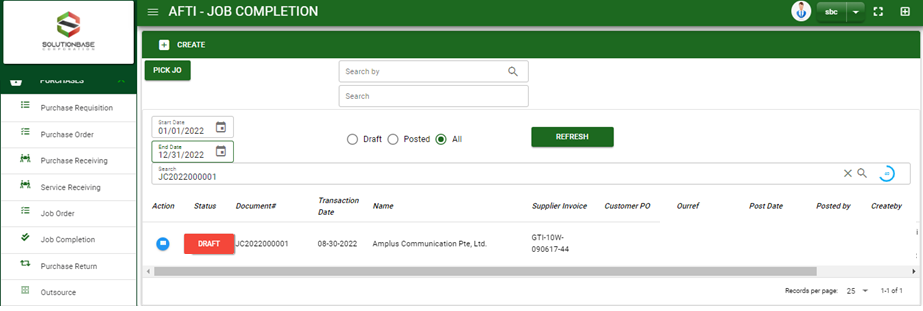 SOLUTIONBASE
CORPORATION
PURCHASES
Purchase Requisition
Purchase Order
Purchase Receiving
Service Receiving
Job Order
Job Completion
Purchase Return
Outsource
AFTI - JOB COMPLETION
sbc
CREATE
PICK JO
Search by
Search
Start Date
01/01/2022
End Date
12/31/2022
Draft Posted All
REFRESH
Search
JC2022000001
Action Status Document# Transaction Date Name Supplier Invoice Customer PO Ourref Post Date Posted by Createby
DRAFT JC2022000001 08-30-2022 Amplus Communication Pte, Ltd. GTI-10W-090617-44
Records per page: 25 1-1 of 1